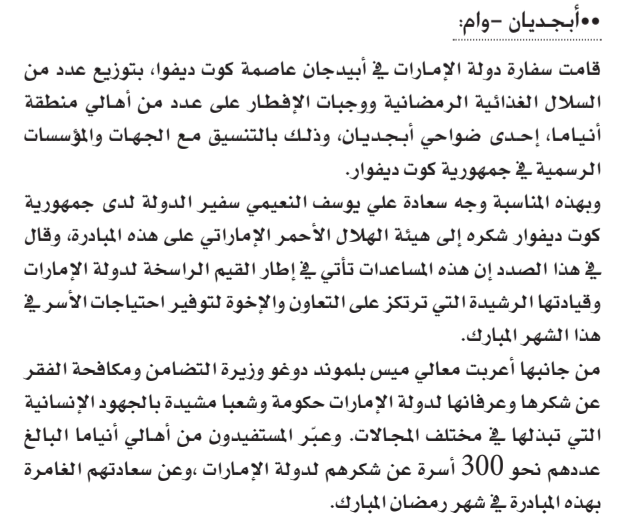 ••أبجديان –وام:
قامت سفارة دولة الإمارات في أبيدجان عاصمة كوت ديفوا، بتوزيع عدد من
السلال الغذائية الرمضانية ووجبات الإفطار على عدد من أهالي منطقة
أنياما، إحدى ضواحي أبجديان، وذلك بالتنسيق مع الجهات والمؤسسات
الرسمية في جمهورية كوت ديفوار.
وبهذه المناسبة وجه سعادة علي يوسف النعيمي سفير الدولة لدى جمهورية
كوت ديفوار شكره إلى هيئة الهلال الأحمر الإماراتي على هذه المبادرة، وقال
في هذا الصدد إن هذه المساعدات تأتي في إطار القيم الراسخة لدولة الإمارات
وقيادتها الرشيدة التي ترتكز على التعاون والإخوة لتوفير احتياجات الأسر في
هذا الشهر المبارك.
من جانبها أعربت معالي ميس بلموند دوغو وزيرة التضامن ومكافحة الفقر
عن شكرها وعرفانها لدولة الإمارات حكومة وشعبا مشيدة بالجهود الإنسانية
التي تبذلها في مختلف المجالات. وعبّر المستفيدون من أهالي أنياما البالغ
عددهم نحو 300 أسرة عن شكرهم لدولة الإمارات ،وعن سعادتهم الغامرة
بهذه المبادرة في شهر رمضان المبارك.